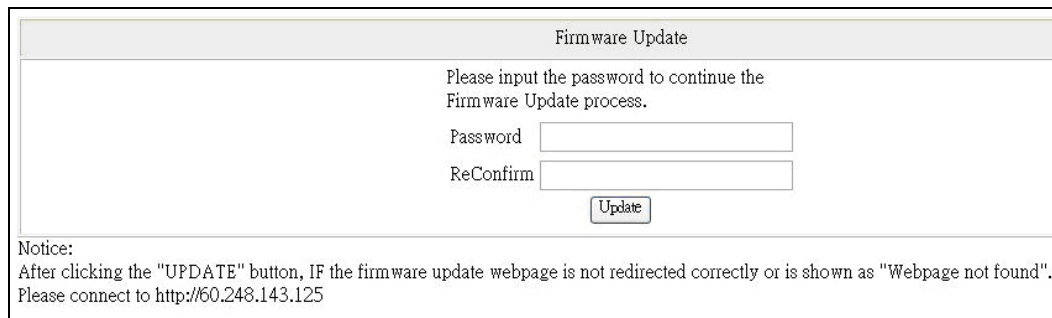 Firmware Update
Please input the password to continue the
Firmware Update process.
Password
ReConfirm
Update
Notice:
After clicking the "UPDATE" button, IF the firmware update webpage is not redirected correctly or is shown as "Webpage not found".
Please connect to http://60.248.143.125